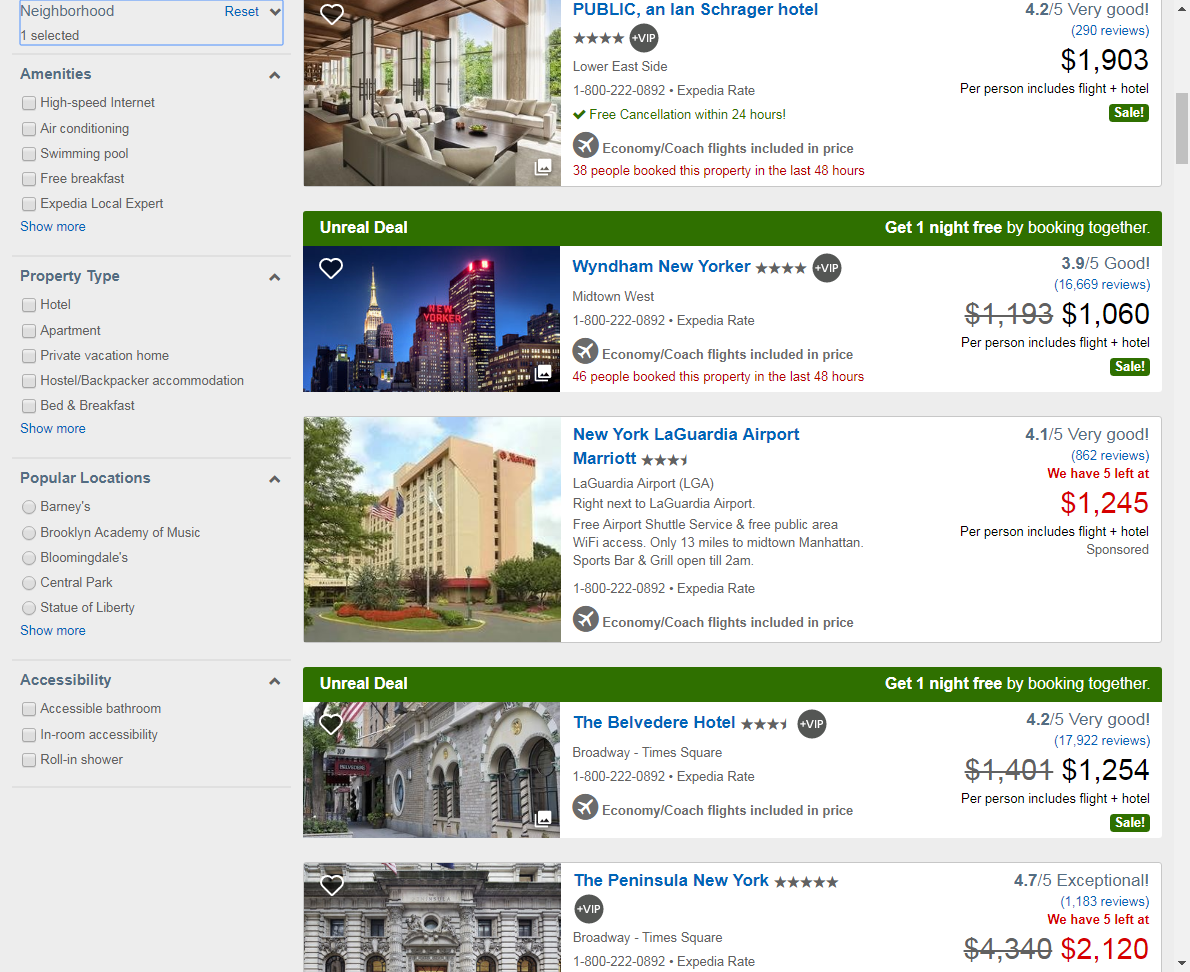 Neighborhood Reset
1 selected
Amenities
High-speed Internet
Air conditioning
Swimming pool
Free breakfast
Expedia Local Expert
Show more
Property Type
Hotel
Apartment
Private vacation home
Hostel/Backpacker accommodation
Bed & Breakfast
Show more
Popular Locations
Barney's
Brooklyn Academy of Music
Bloomingdale's
Central Park
Statue of Liberty
Show more
Accessibility
Accessible bathroom
In-room accessibility
Roll-in shower
PUBLIC, an Ian Schrager hotel
+VIP
Lower East Side
1-800-222-0892 • Expedia Rate
Free Cancellation within 24 hours!
Economy/Coach flights included in price
38 people booked this property in the last 48 hours
4.2/5 Very good!
(290 reviews)
$1,903
Per person includes flight + hotel
Sale!
Unreal Deal
Get 1 night free by booking together.
NEW
YORKER
Wyndham New Yorker +VIP
Midtown West
1-800-222-0892 • Expedia Rate
Economy/Coach flights included in price
46 people booked this property in the last 48 hours
3.9/5 Good!
(16,669 reviews)
$1,193 $1,060
Per person includes flight + hotel
Sale!
Marriott
New York LaGuardia Airport
Marriott
LaGuardia Airport (LGA)
Right next to LaGuardia Airport.
Free Airport Shuttle Service & free public area
WiFi access. Only 13 miles to midtown Manhattan.
Sports Bar & Grill open till 2am.
1-800-222-0892 • Expedia Rate
Economy/Coach flights included in price
4.1/5 Very good!
(862 reviews)
We have 5 left at
$1,245
Per person includes flight + hotel
Sponsored
Unreal Deal
Get 1 night free by booking together.
BELVEDERE
The Belvedere Hotel +VIP
Broadway - Times Square
1-800-222-0892 • Expedia Rate
Economy/Coach flights included in price
4.2/5 Very good!
(17,922 reviews)
$1,401 $1,254
Per person includes flight + hotel
Sale!
The Peninsula New York
+VIP
Broadway - Times Square
1-800-222-0892 • Expedia Rate
4.7/5 Exceptional!
(1,183 reviews)
We have 5 left at
$4,340 $2,120